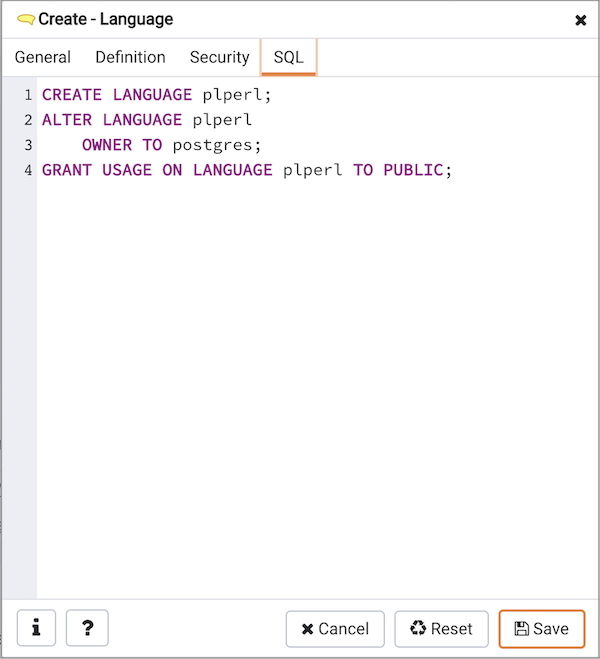 Create - Language
General Definition Security SQL
1 CREATE LANGUAGE plperl;
2 ALTER LANGUAGE plperl
3 OWNER TO postgres;
4 GRANT USAGE ON LANGUAGE plperl TO PUBLIC;
i ? Cancel Reset Save